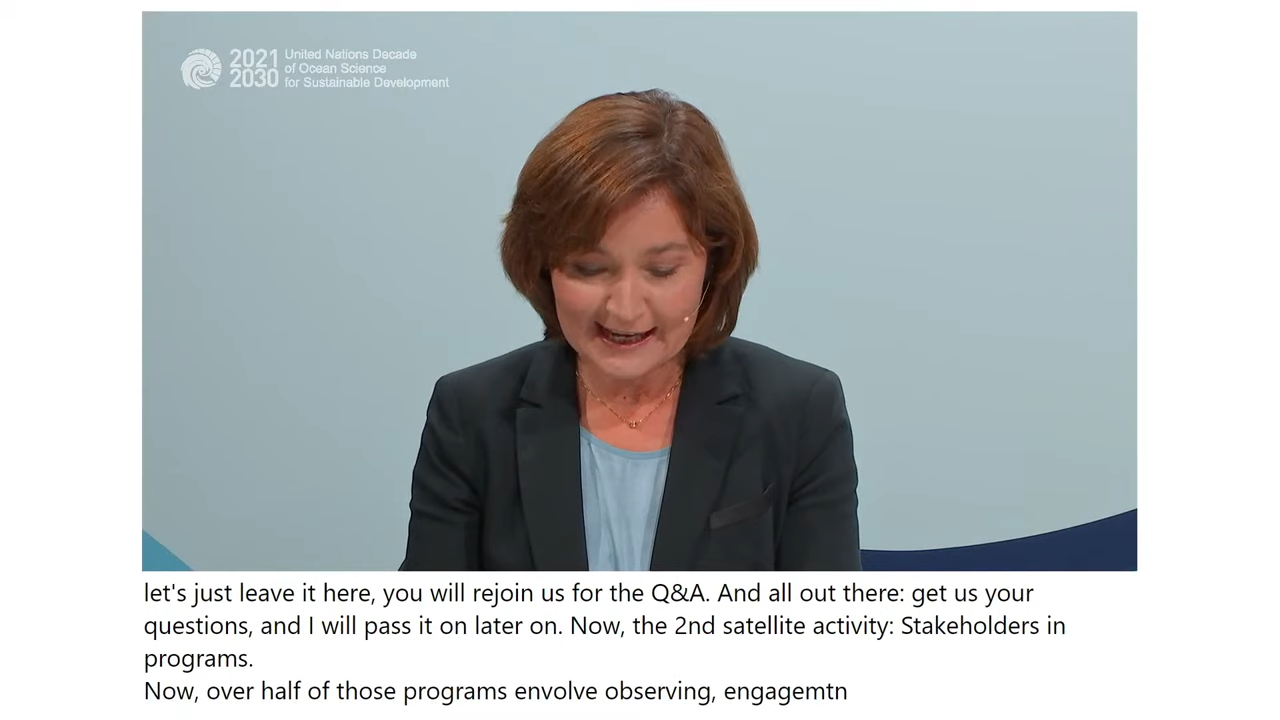 2021
2030
United Nations Decade
of Ocean Science
for Sustainable Development
let's just leave it here, you will rejoin us for the Q&A. And all out there: get us your
questions, and I will pass it on later on. Now, the 2nd satellite activity: Stakeholders in
programs.
Now, over half of those programs envolve observing, engagemtn